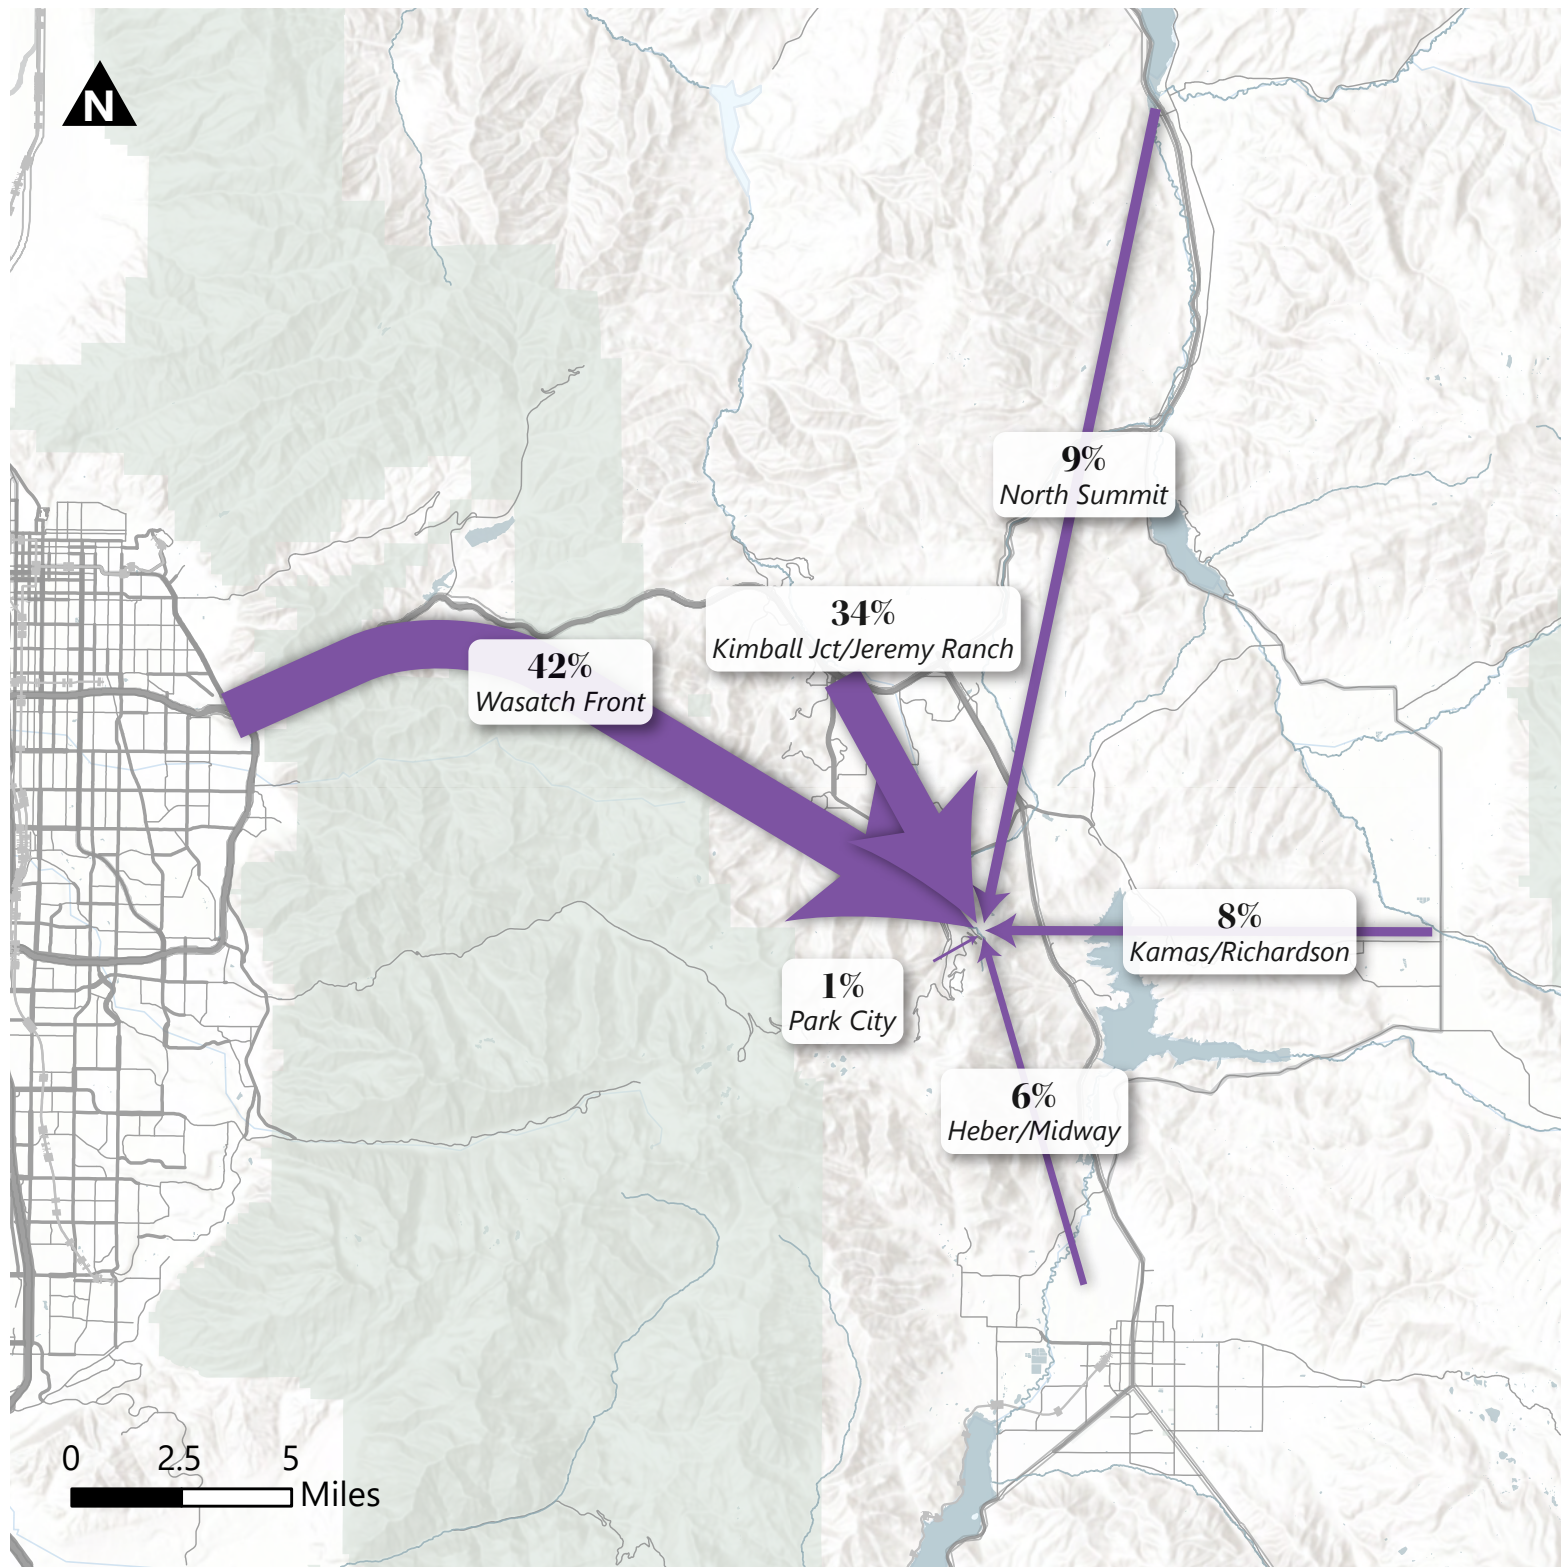 N
9%
North Summit
34%
Kimball Jct/Jeremy Ranch
42%
Wasatch Front
8%
Kamas/Richardson
1%
Park City
6%
Heber/Midway
0 2.5 5
Miles